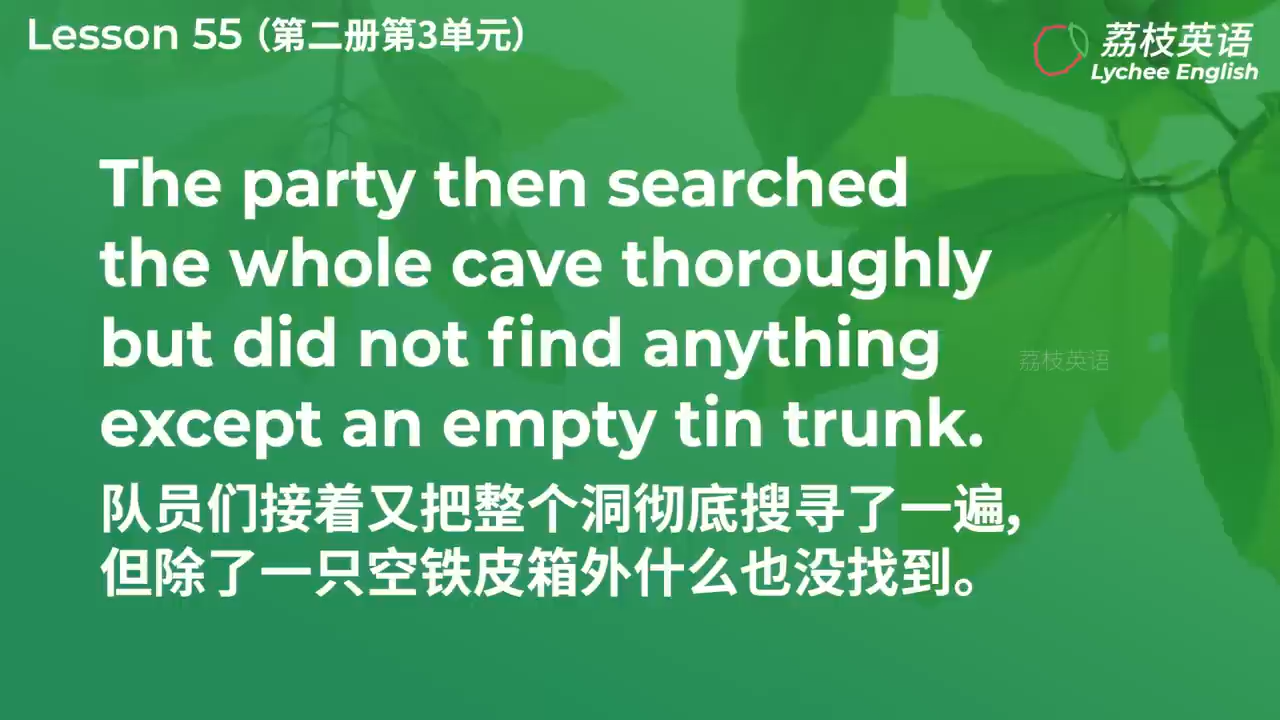 Lesson 55（第二册第3单元）
荔枝英语
Lychee English
The party then searched
the whole cave thoroughly
but did not find anything
except an empty tin trunk.
荔枝英语
队员们接着又把整个洞彻底搜寻了一遍,
但除了一只空铁皮箱外什么也没找到。